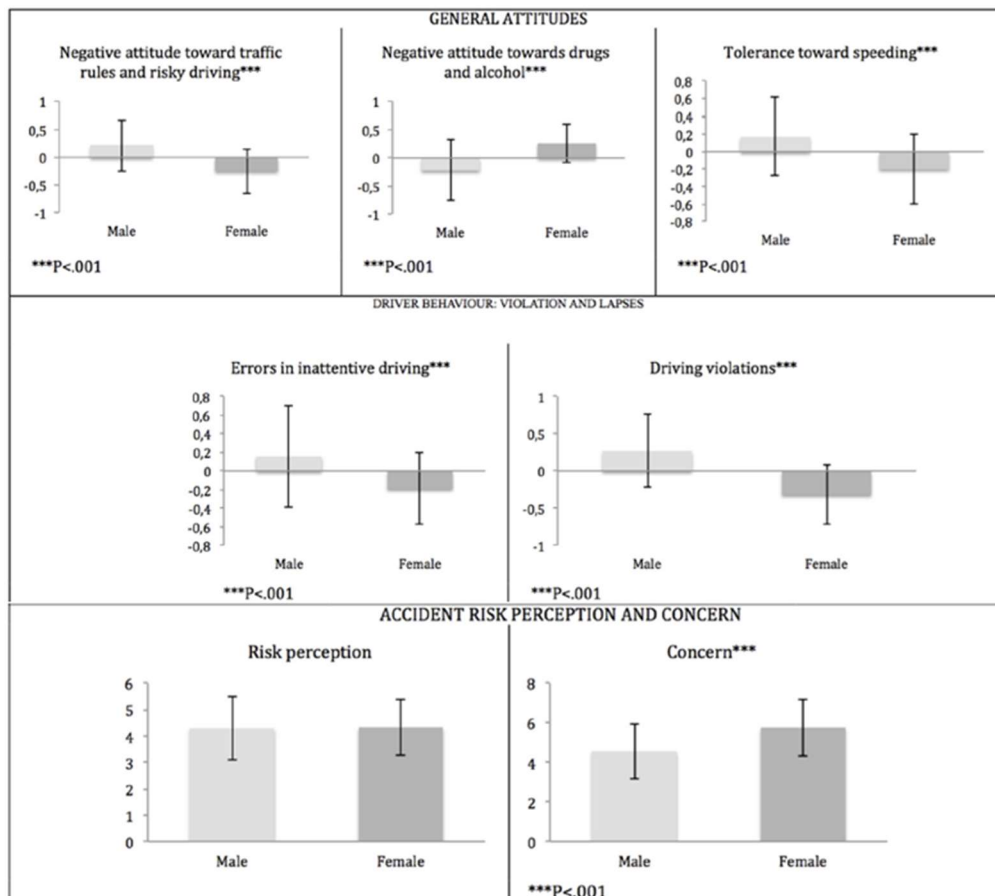 GENERAL ATTITUDES
Negative attitude toward traffic
rules and risky driving***
1
0,5
0
-0,5
-1
Male Female
***P<.001
Negative attitude towards drugs
and alcohol***
1
0,5
0
-0,5
-1
Male Female
***P<.001
Tolerance toward speeding***
0,8
0,6
0,4
0,2
0
-0,2
-0,4
-0,6
-0,8
Male Female
***P<.001
DRIVER BEHAVIOUR: VIOLATION AND LAPSES
Errors in inattentive driving***
0,8
0,6
0,4
0,2
0
-0,2
-0,4
-0,6
-0,8
Male Female
***P<.001
Driving violations***
1
0,5
0
-0,5
-1
Male Female
***P<.001
ACCIDENT RISK PERCEPTION AND CONCERN
Risk perception
6
5
4
3
2
1
0
Male Female
Concern***
8
6
4
2
0
Male Female
***P<.001